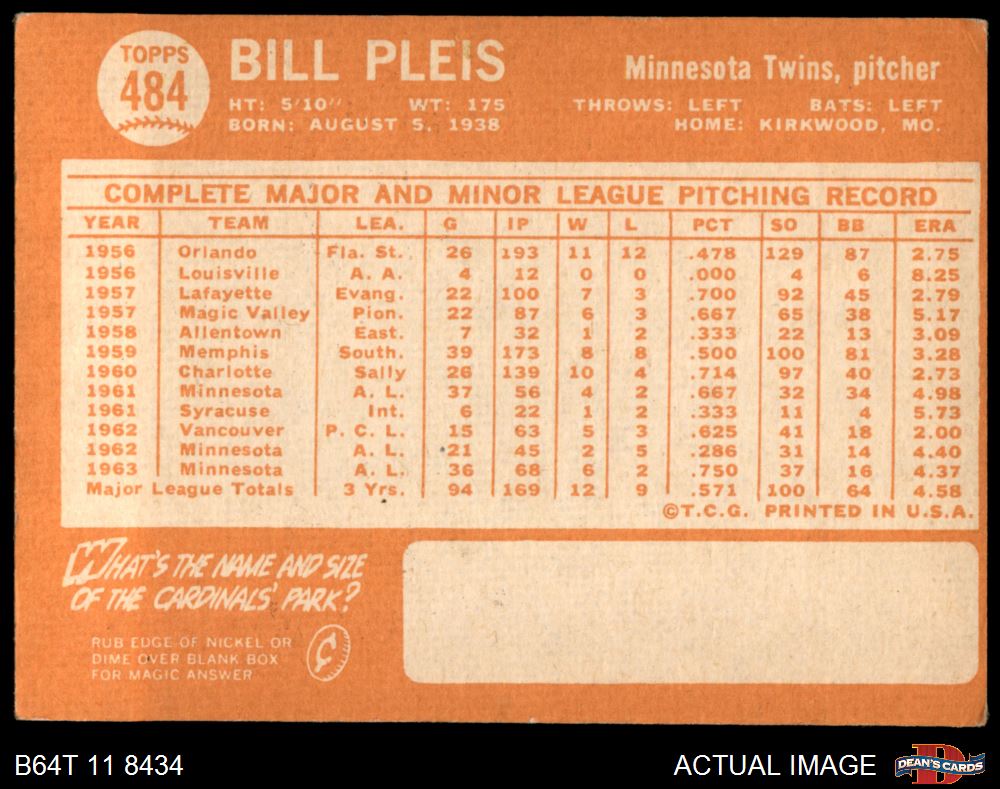 TOPPS
484
BILL PLEIS
Minnesota Twins, pitcher
HT: 5'10" WT: 175 THROWS: LEFT BATS: LEFT
BORN: AUGUST 5, 1938 HOME: KIRKWOOD, MO.
COMPLETE MAJOR AND MINOR LEAGUE PITCHING RECORD
YEAR TEAM LEA. G IP W L PCT SO BB ERA
1956 Orlando Fla. St. 26 193 11 12 .478 129 87 2.75
1956 Louisville A. A. 4 12 0 0 .000 4 6 8.25
1957 Lafayette Evang. 22 100 7 3 .700 92 45 2.79
1957 Magic Valley Pion. 22 87 6 3 .667 65 38 5.17
1958 Allentown East. 7 32 1 2 .333 22 13 3.09
1959 Memphis South. 39 173 8 8 .500 100 81 3.28
1960 Charlotte Sally 26 139 10 4 .714 97 40 2.73
1961 Minnesota A. L. 37 56 4 2 .667 32 34 4.98
1961 Syracuse Int. 6 22 1 2 .333 11 4 5.73
1962 Vancouver P. C. L. 15 63 5 3 .625 41 18 2.00
1962 Minnesota A. L. 21 45 2 5 .286 31 14 4.40
1963 Minnesota A. L. 36 68 6 2 .750 37 16 4.37
Major League Totals 3 Yrs. 94 169 12 9 .571 100 64 4.58
©T.C.G. PRINTED IN U.S.A.
WHAT'S THE NAME AND SIZE
OF THE CARDINALS' PARK?
RUB EDGE OF NICKEL OR
DIME OVER BLANK BOX
FOR MAGIC ANSWER
B64T 11 8434 ACTUAL IMAGE
DEAN'S CARDS